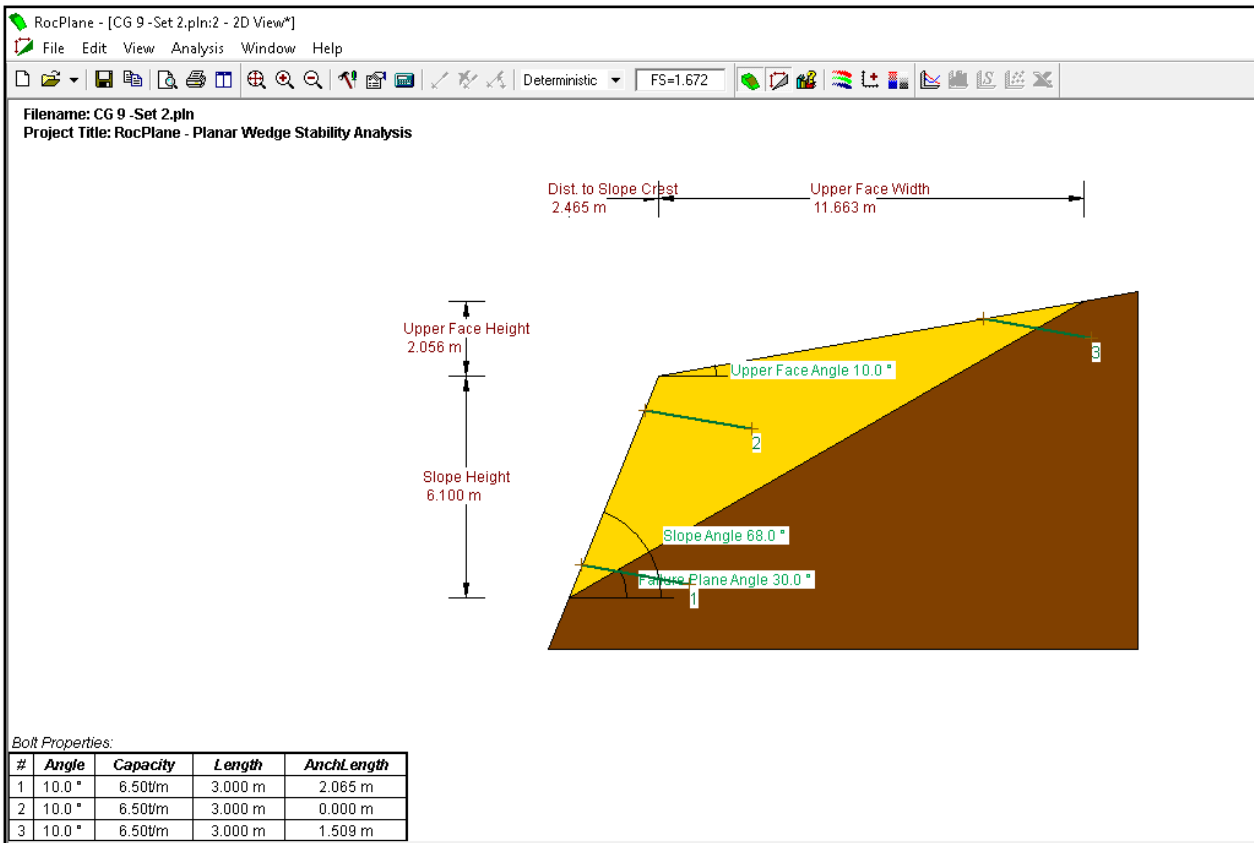 RocPlane - [CG 9 -Set 2.pln:2 - 2D View*]
File Edit View Analysis Window Help
Deterministic FS=1.672
Filename: CG 9 -Set 2.pln
Project Title: RocPlane - Planar Wedge Stability Analysis
Dist. to Slope Crest
2.465 m
Upper Face Width
11.663 m
Upper Face Height
2.056 m
Upper Face Angle 10.0 °
3
2
Slope Height
6.100 m
Slope Angle 68.0 °
Failure Plane Angle 30.0 °
1
Bolt Properties:
# Angle Capacity Length AnchLength
1 10.0 ° 6.50t/m 3.000 m 2.065 m
2 10.0 ° 6.50t/m 3.000 m 0.000 m
3 10.0 ° 6.50t/m 3.000 m 1.509 m